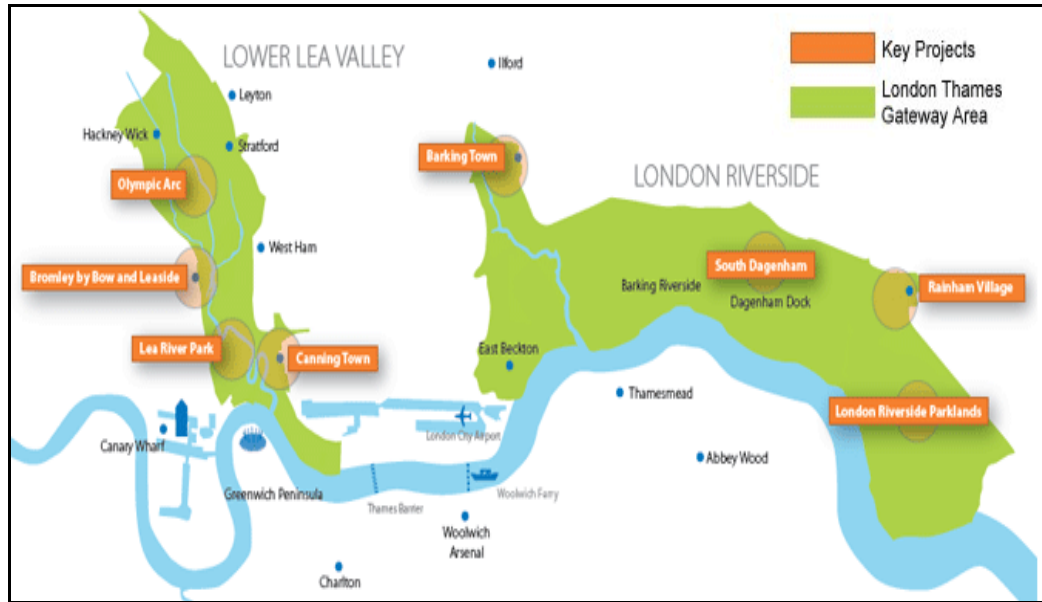 LOWER LEA VALLEY
Ilford
Key Projects
London Thames
Gateway Area
Leyton
Hackney Wick
Stratford
Barking Town
Olympic Arc
LONDON RIVERSIDE
West Ham
Bromley by Bow and Leaside
South Dagenham
Barking Riverside
Rainham Village
Dagenham Dock
Lea River Park
Canning Town
East Beckton
Thamesmead
London Riverside Parklands
Canary Wharf
London City Airport
Abbey Wood
Greenwich Peninsula
Thames Barrier
Woolwich Farry
Woolwich
Arsenal
Charlton